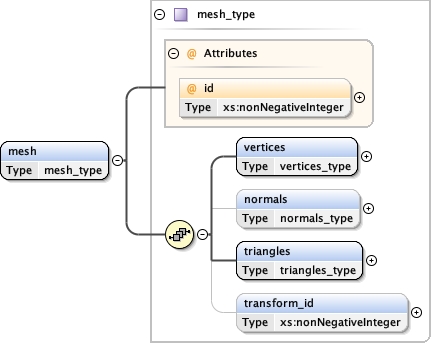 mesh_type
@ Attributes
@ id
Type xs:nonNegativeInteger
mesh
Type mesh_type
vertices
Type vertices_type
normals
Type normals_type
triangles
Type triangles_type
transform_id
Type xs:nonNegativeInteger